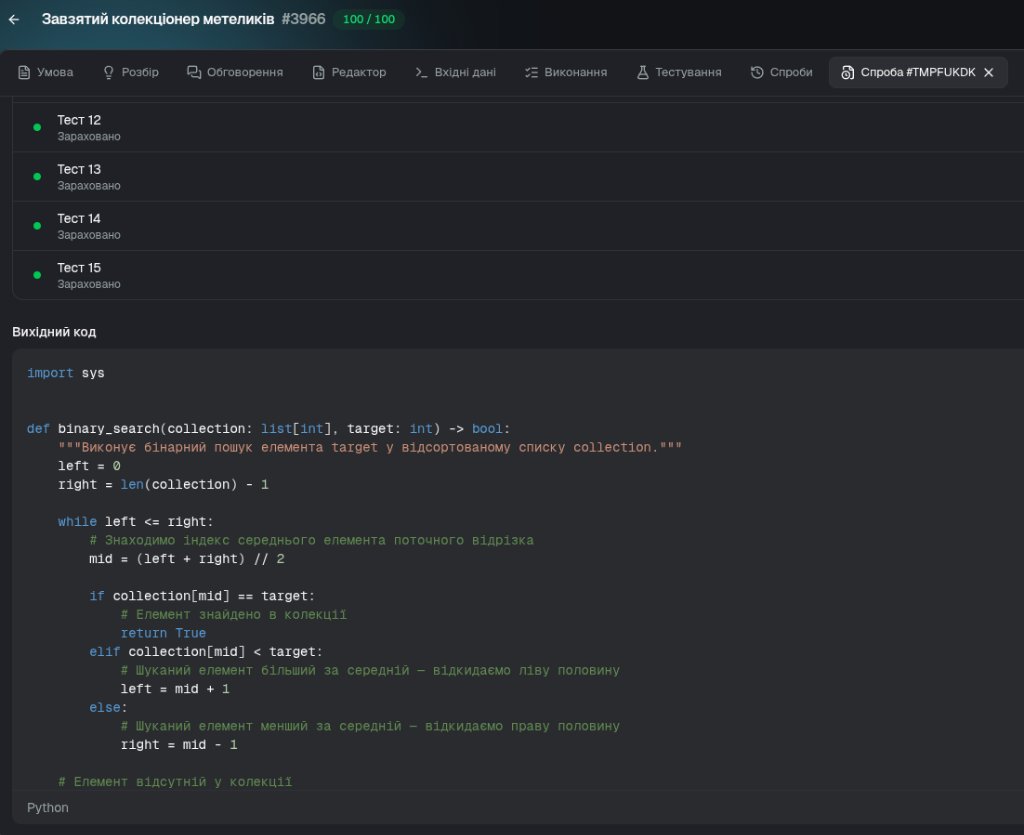 Завзятий колекціонер метеликів #3966 100 / 100
Умова Розбір Обговорення Редактор Вхідні дані Виконання Тестування Спроби Спроба #TMPFUKDK
Тест 12
Зараховано
Тест 13
Зараховано
Тест 14
Зараховано
Тест 15
Зараховано
Вихідний код
import sys
def binary_search(collection: list[int], target: int) -> bool:
    """Виконує бінарний пошук елемента target у відсортованому списку collection."""
    left = 0
    right = len(collection) - 1
    while left <= right:
        # Знаходимо індекс середнього елемента поточного відрізка
        mid = (left + right) // 2
        if collection[mid] == target:
            # Елемент знайдено в колекції
            return True
        elif collection[mid] < target:
            # Шуканий елемент більший за середній — відкидаємо ліву половину
            left = mid + 1
        else:
            # Шуканий елемент менший за середній — відкидаємо праву половину
            right = mid - 1
    # Елемент відсутній у колекції
Python